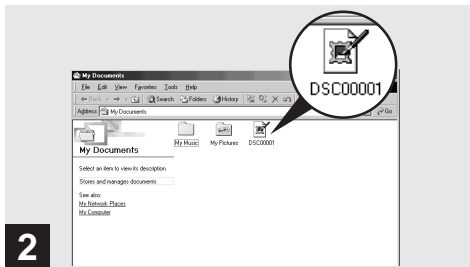 DSC00001
My Documents
File Edit View Favorites Tools Help
Back Search Folders History
Address My Documents Go
My Documents
My Music My Pictures DSC00001
Select an item to view its description.
Stores and manages documents
See also:
My Network Places
My Computer
2